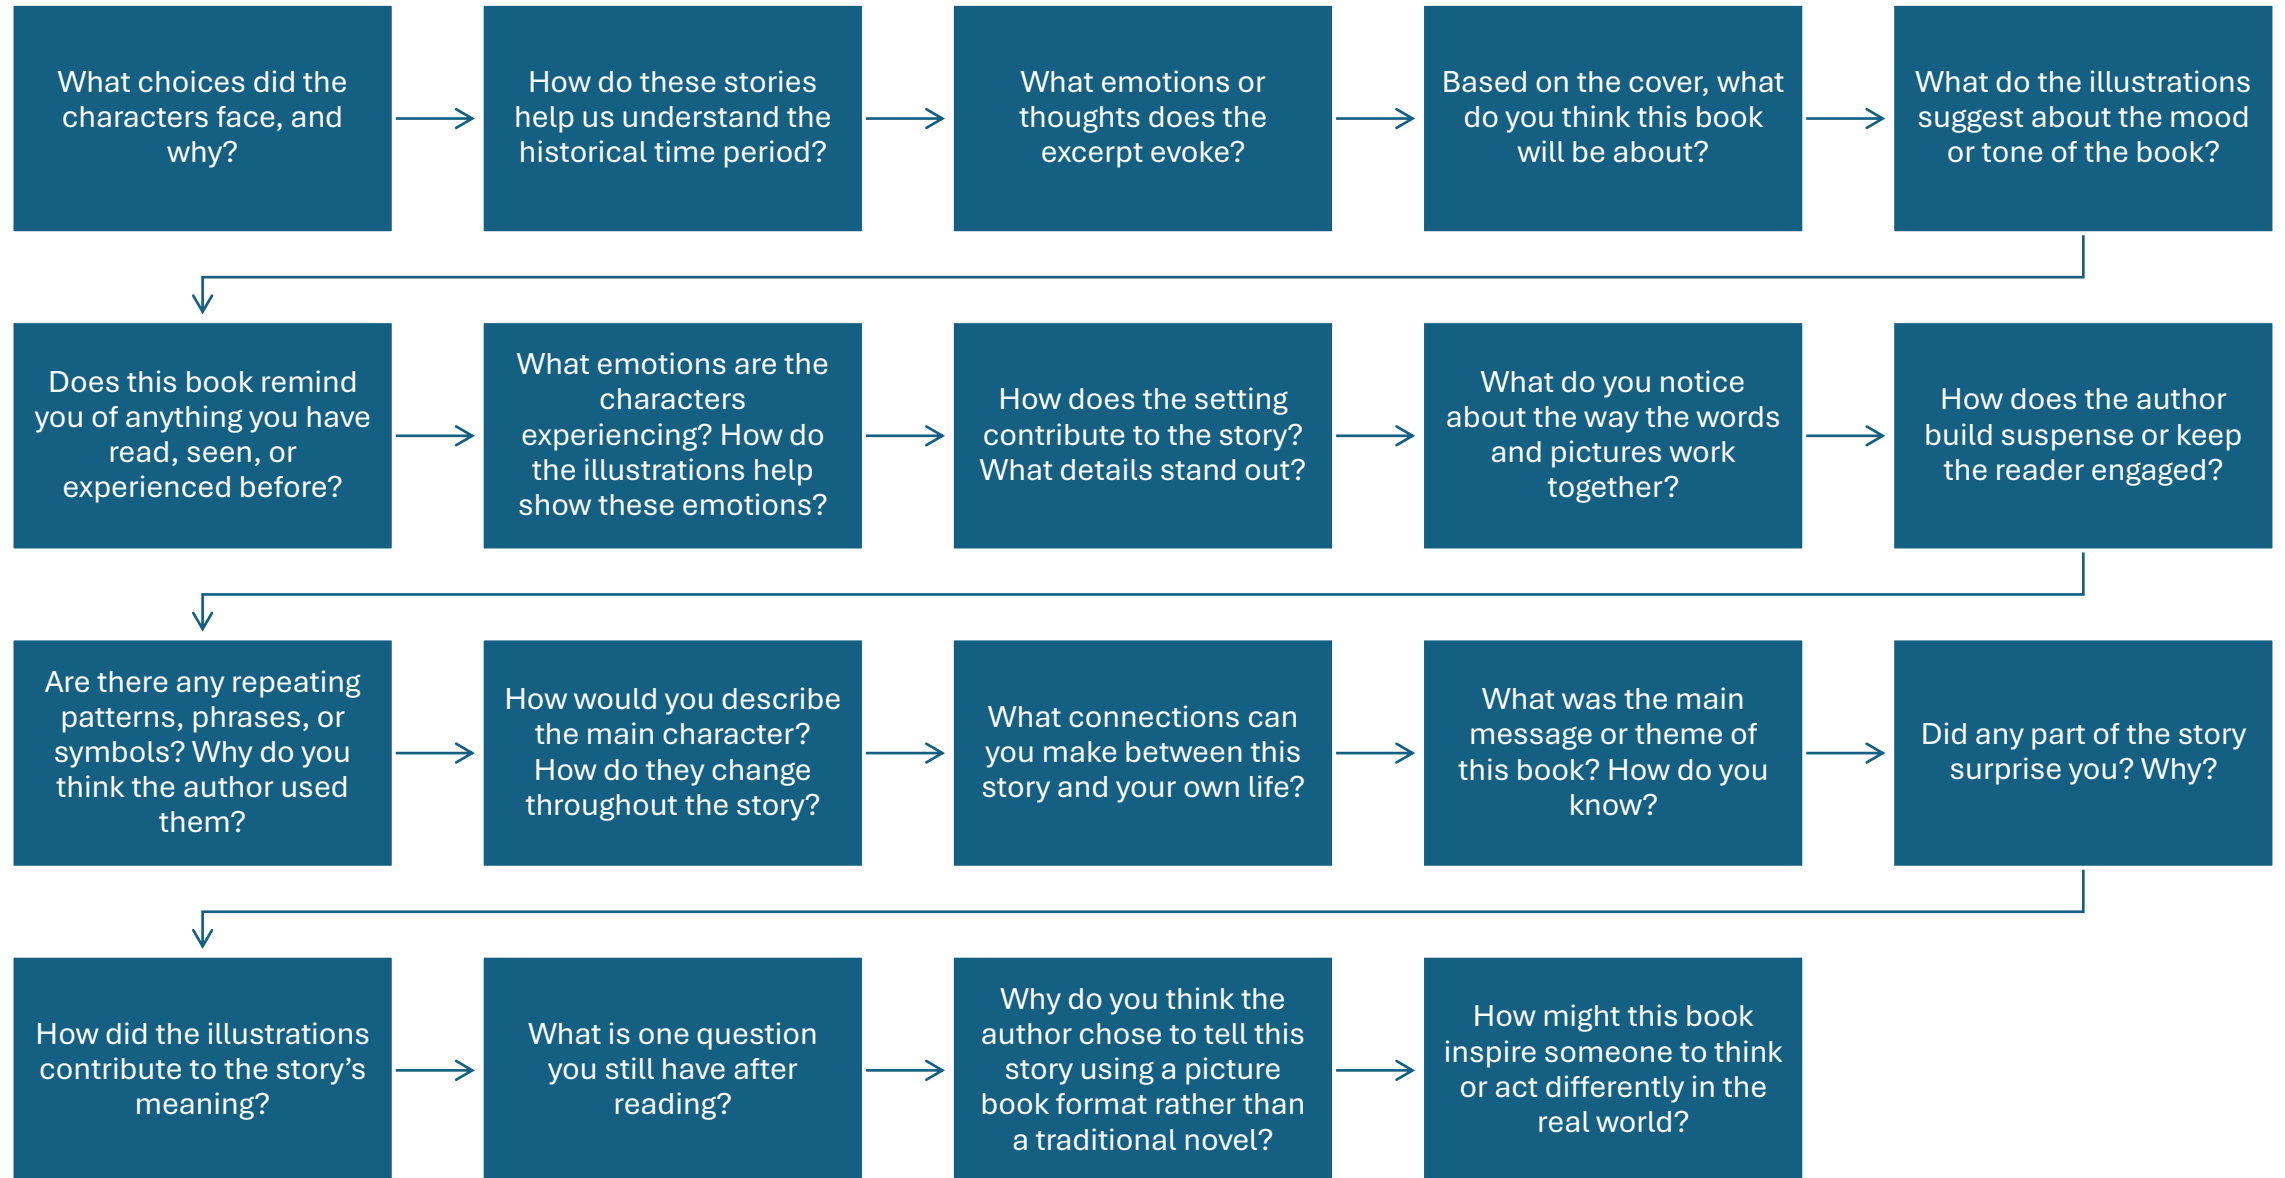 What choices did the
characters face, and
why?
How do these stories
help us understand the
historical time period?
What emotions or
thoughts does the
excerpt evoke?
Based on the cover, what
do you think this book
will be about?
What do the illustrations
suggest about the mood
or tone of the book?
Does this book remind
you of anything you have
read, seen, or
experienced before?
What emotions are the
characters
experiencing? How do
the illustrations help
show these emotions?
How does the setting
contribute to the story?
What details stand out?
What do you notice
about the way the words
and pictures work
together?
How does the author
build suspense or keep
the reader engaged?
Are there any repeating
patterns, phrases, or
symbols? Why do you
think the author used
them?
How would you describe
the main character?
How do they change
throughout the story?
What connections can
you make between this
story and your own life?
What was the main
message or theme of
this book? How do you
know?
Did any part of the story
surprise you? Why?
How did the illustrations
contribute to the story’s
meaning?
What is one question
you still have after
reading?
Why do you think the
author chose to tell this
story using a picture
book format rather than
a traditional novel?
How might this book
inspire someone to think
or act differently in the
real world?